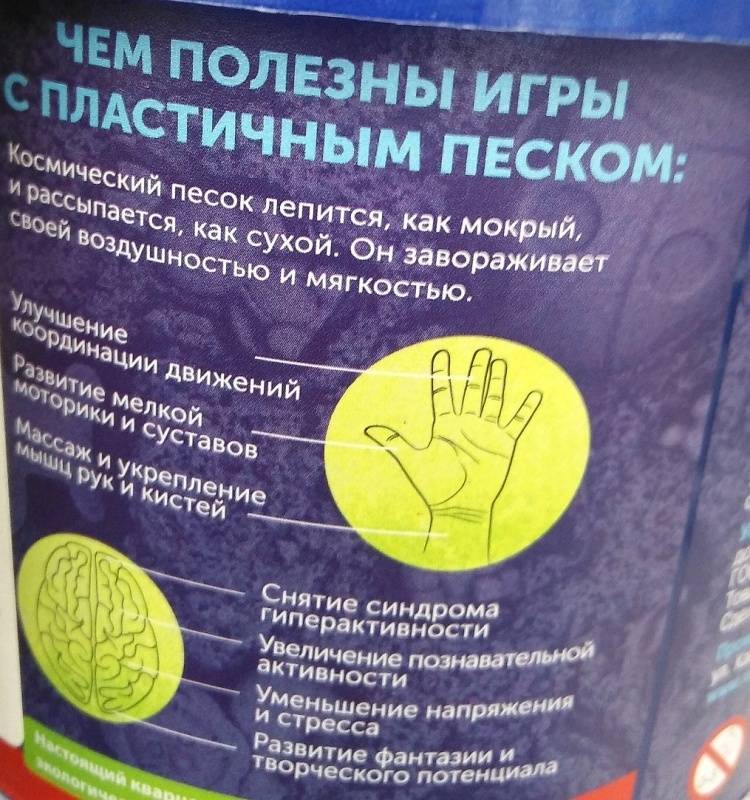 ЧЕМ ПОЛЕЗНЫ ИГРЫ
С ПЛАСТИЧНЫМ ПЕСКОМ:
Космический песок лепится, как мокрый,
и рассыпается, как сухой. Он завораживает
своей воздушностью и мягкостью.
Улучшение
координации движений
Развитие мелкой
моторики и суставов
Массаж и укрепление
мышц рук и кистей
Снятие синдрома
гиперактивности
Увеличение познавательной
активности
Уменьшение напряжения
и стресса
Развитие фантазии и
творческого потенциала
Настоящий